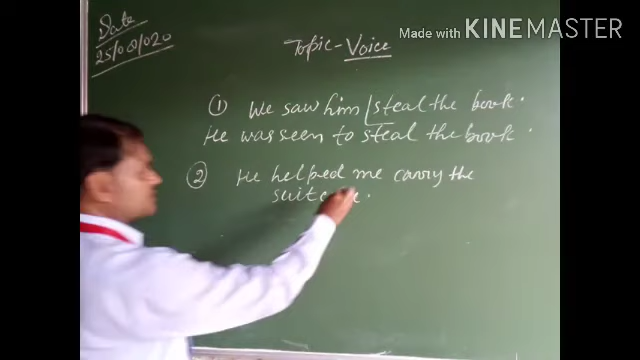 Date
25/08/020
Topic-Voice
Made with KINEMASTER
① We saw him steal the book.
He was seen to steal the book.
② He helped me carry the